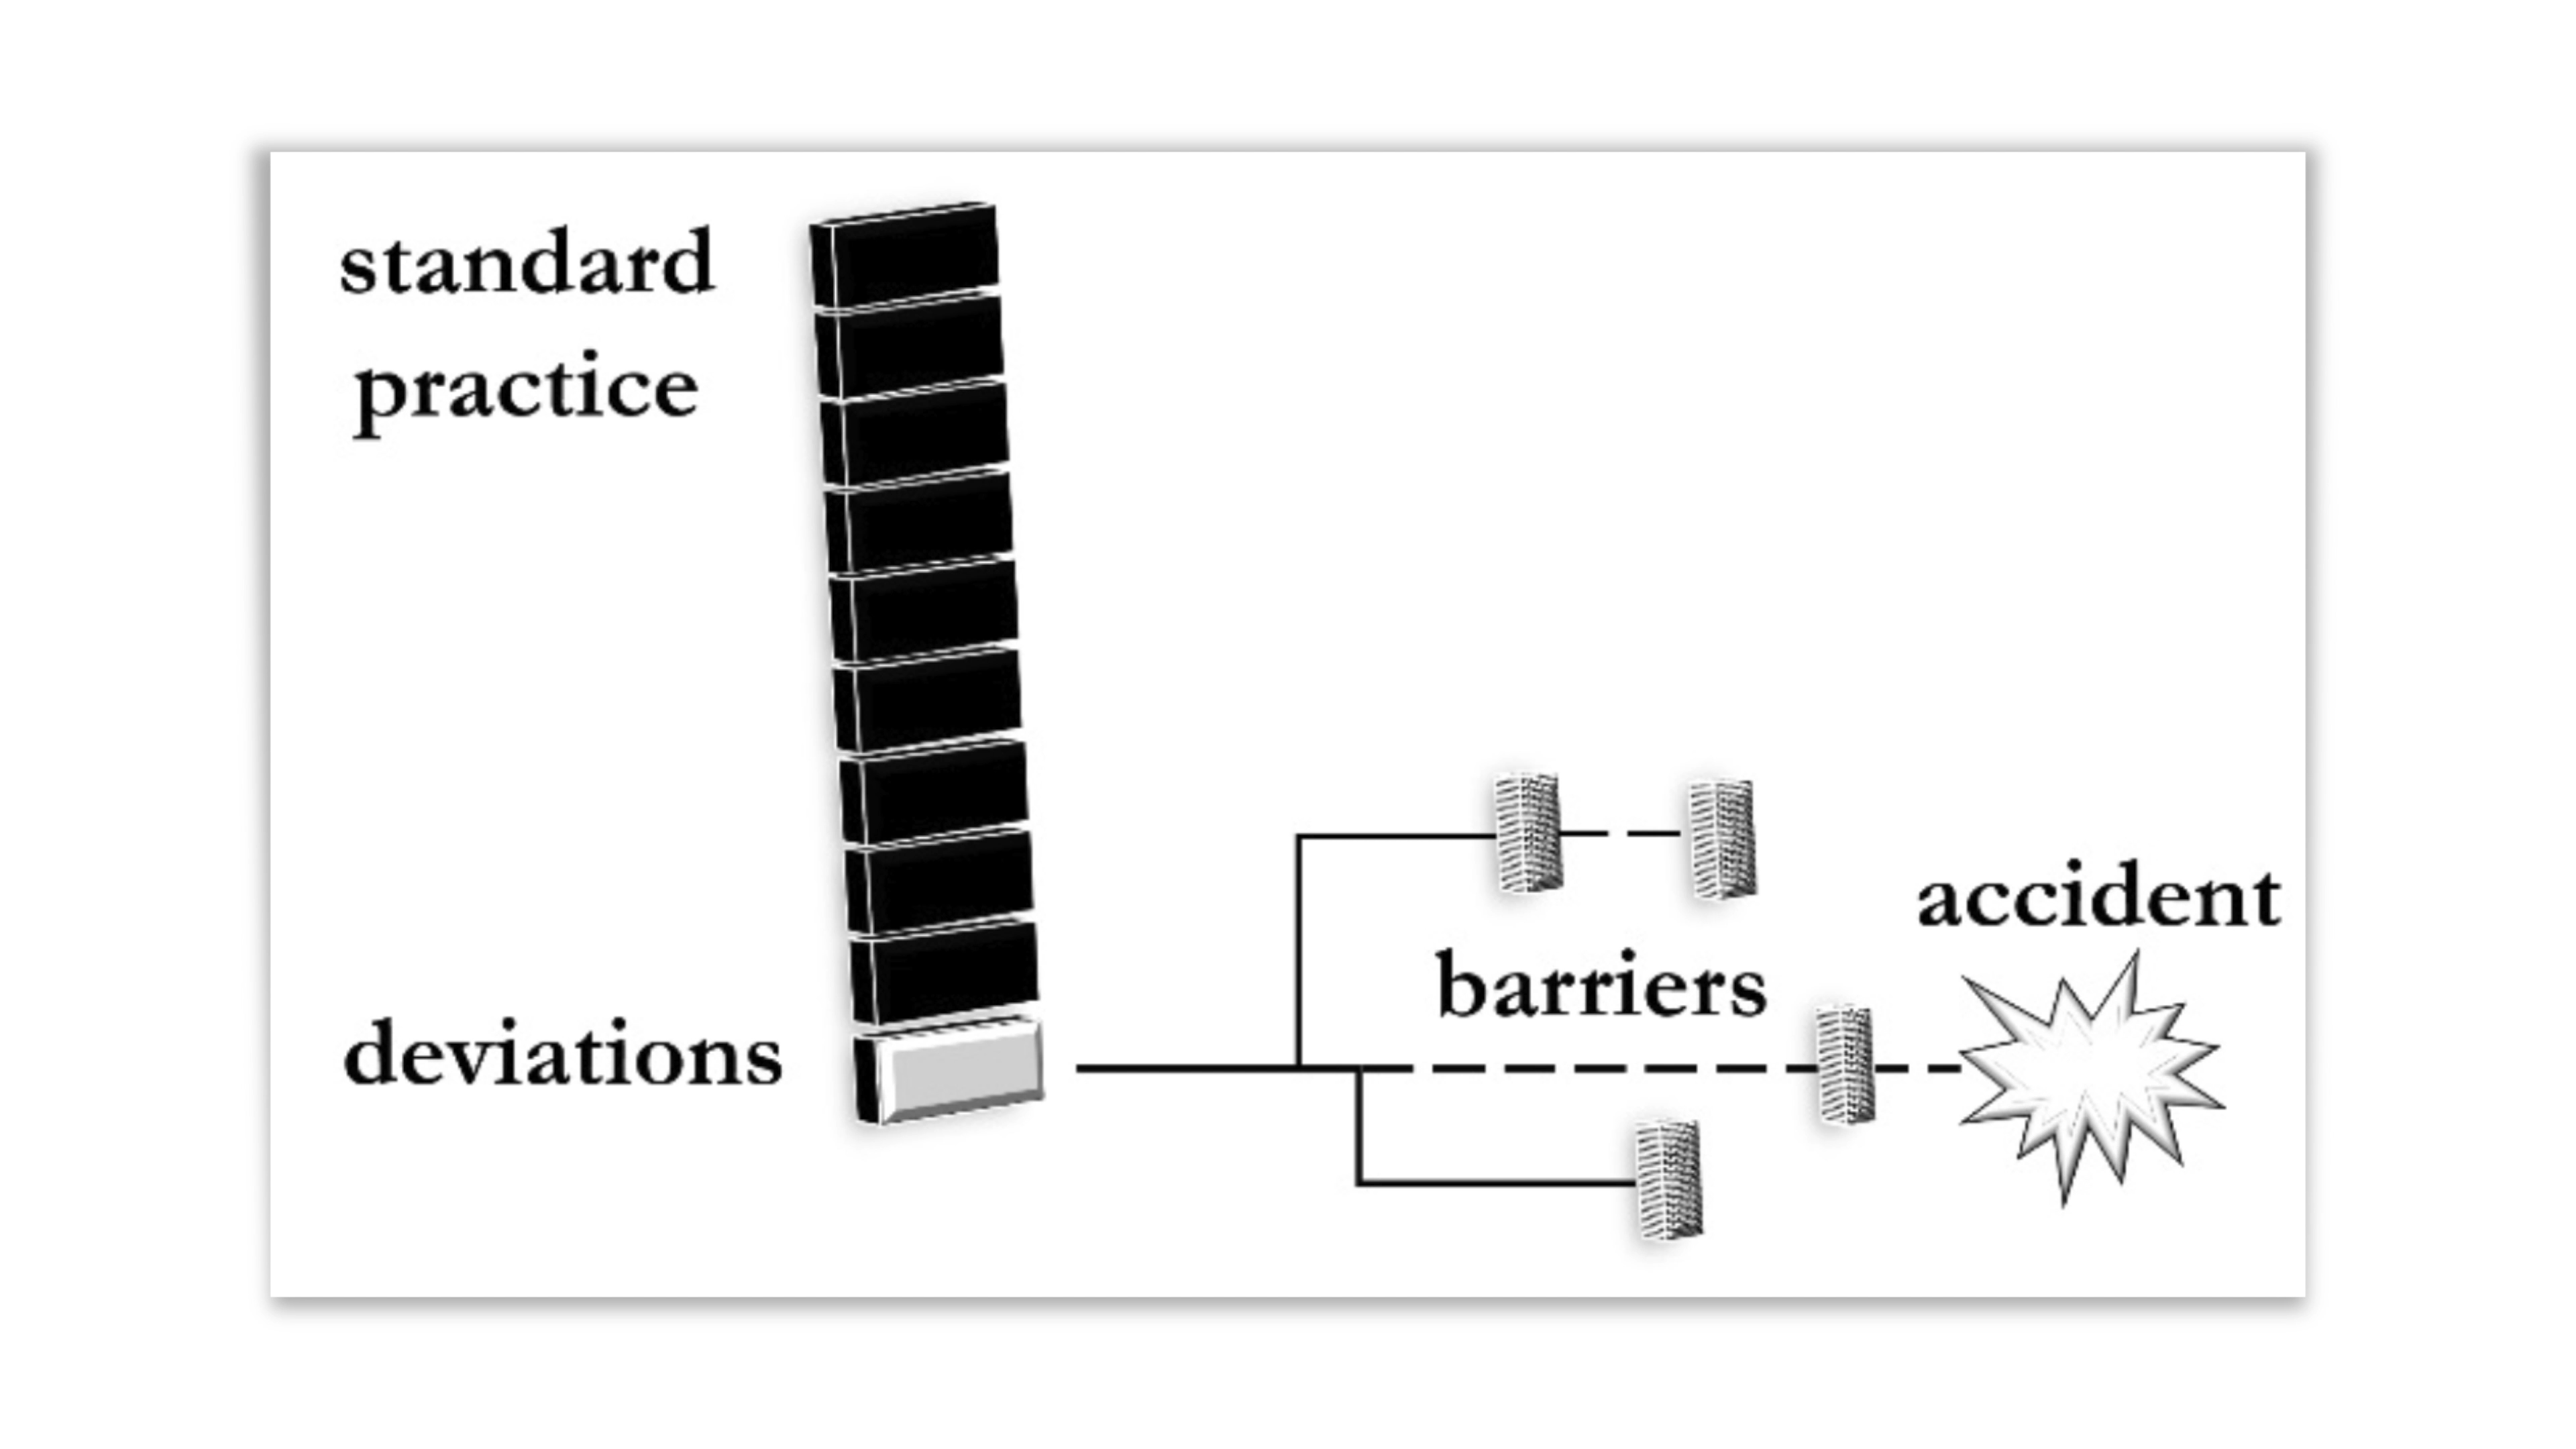 standard
practice
deviations
barriers
accident